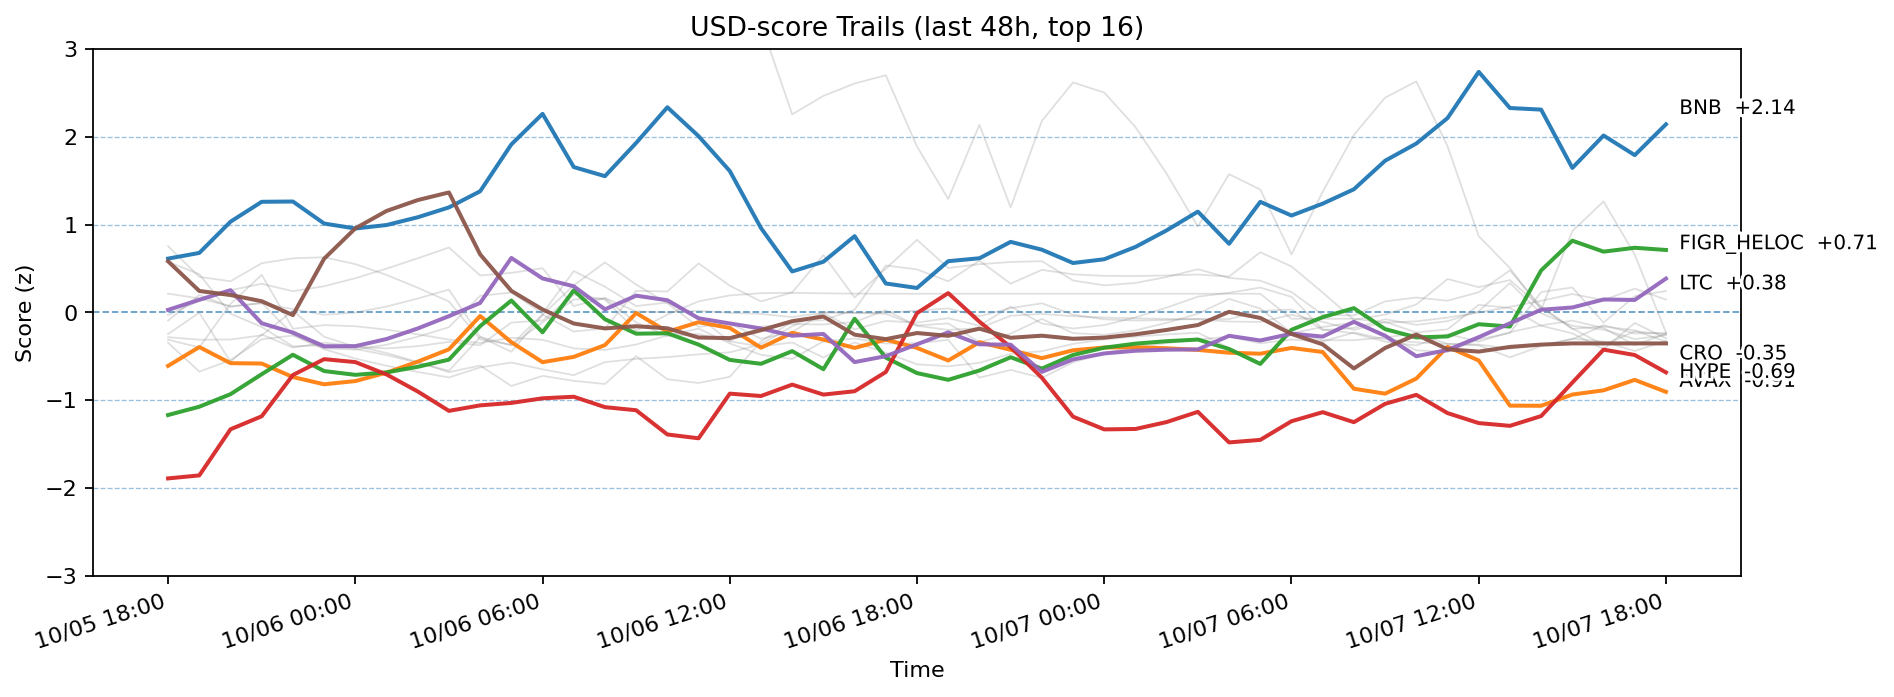 USD-score Trails (last 48h, top 16)
Score (z)
3
2
1
0
−1
−2
−3
BNB +2.14
FIGR_HELOC +0.71
LTC +0.38
CRO -0.35
HYPE -0.69
AVAX -0.91
10/05 18:00
10/06 00:00
10/06 06:00
10/06 12:00
10/06 18:00
10/07 00:00
10/07 06:00
10/07 12:00
10/07 18:00
Time